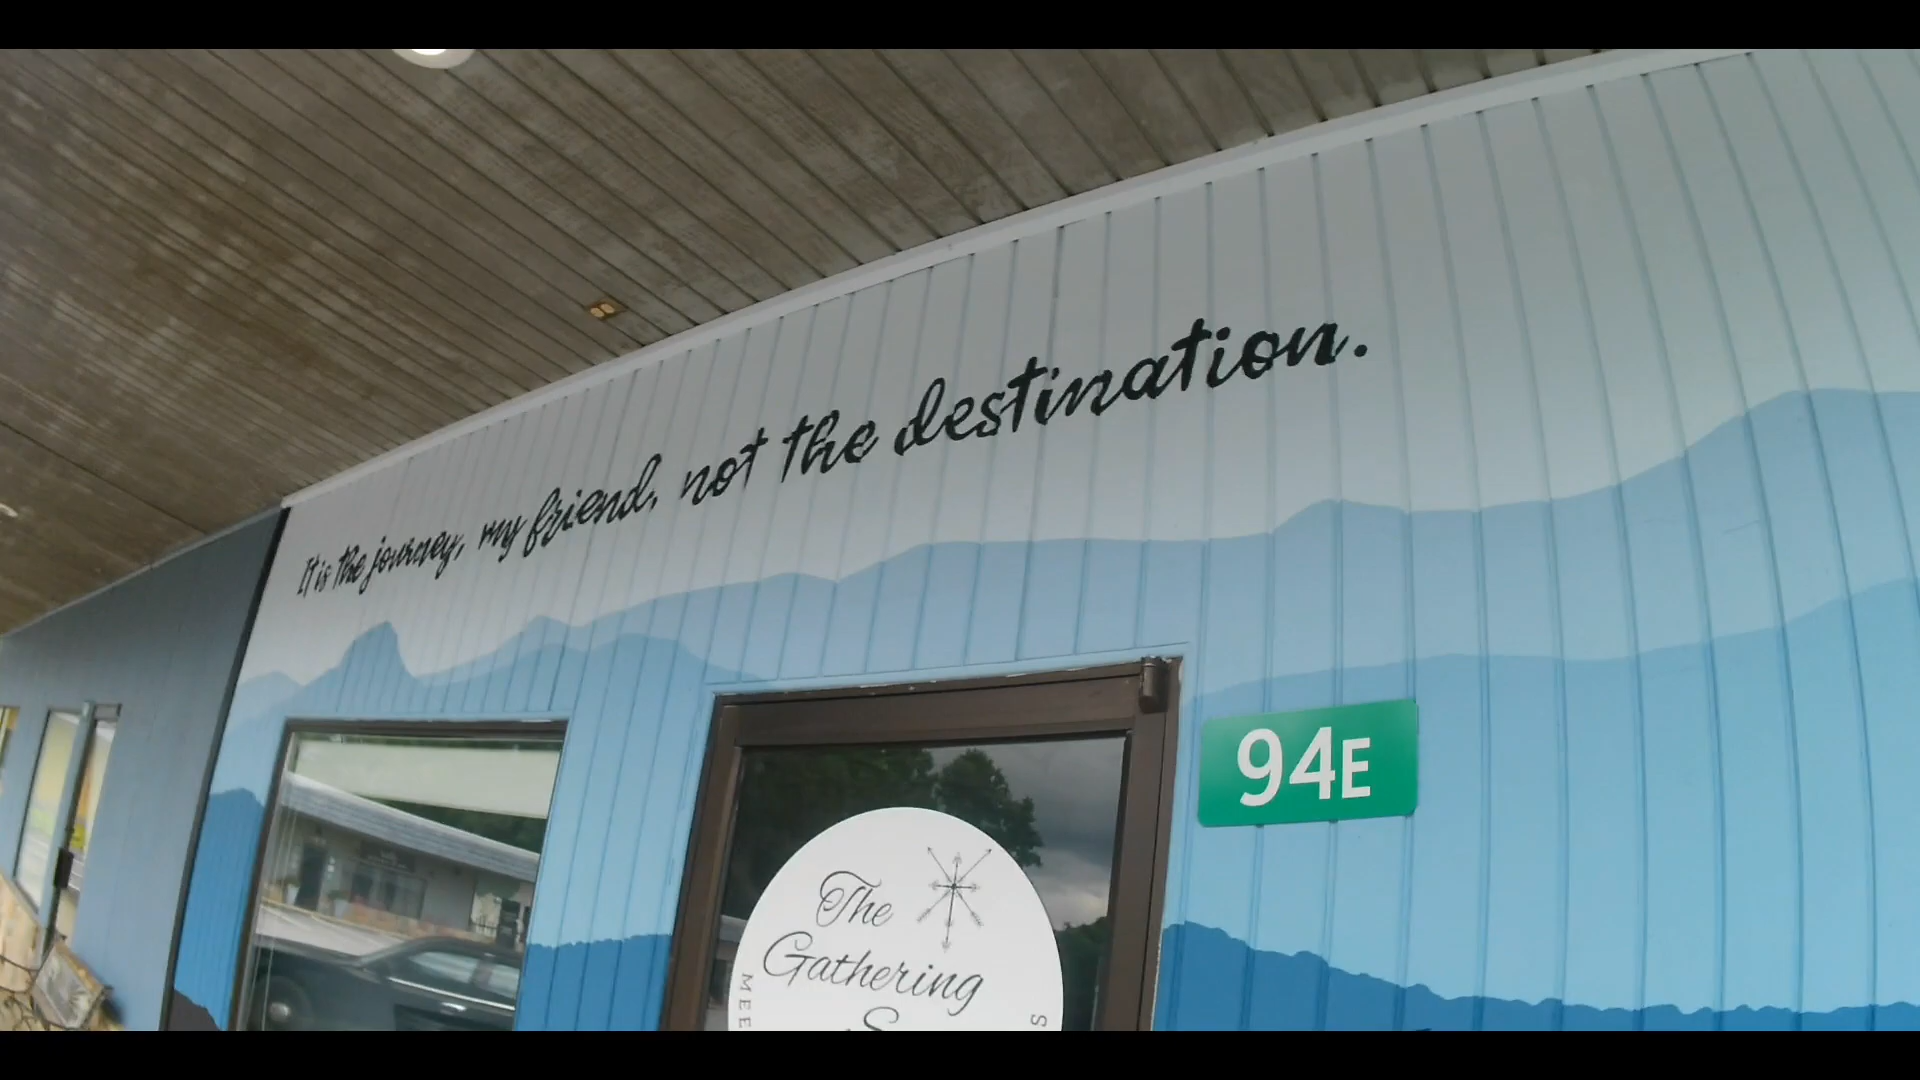 It is the journey, my friend, not the destination.
94E
The
Gathering